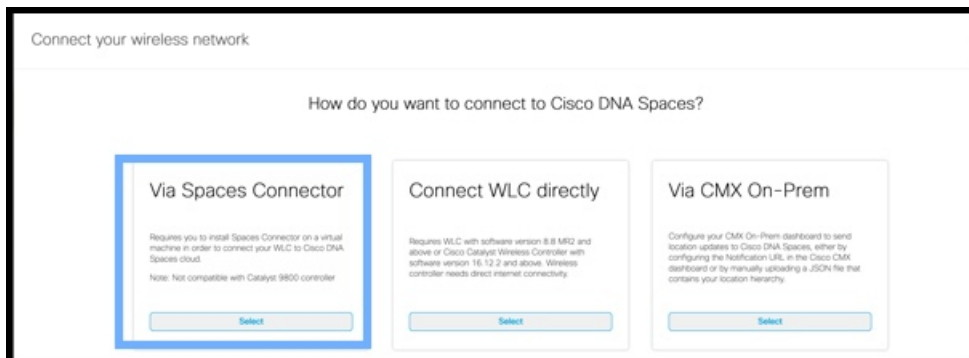 Connect your wireless network
How do you want to connect to Cisco DNA Spaces?
Via Spaces Connector
Requires you to install Spaces Connector on a virtual
machine in order to connect your WLC to Cisco DNA
Spaces cloud.
Note: Not compatible with Catalyst 9800 controller
Select
Connect WLC directly
Requires WLC with software version 8.8 MR2 and
above or Cisco Catalyst Wireless Controller with
software version 16.12.2 and above. Wireless
controller needs direct internet connectivity.
Select
Via CMX On-Prem
Configure your CMX On-Prem dashboard to send
location updates to Cisco DNA Spaces, either by
configuring the Notification URL in the Cisco CMX
dashboard or by manually uploading a JSON file that
contains your location hierarchy.
Select